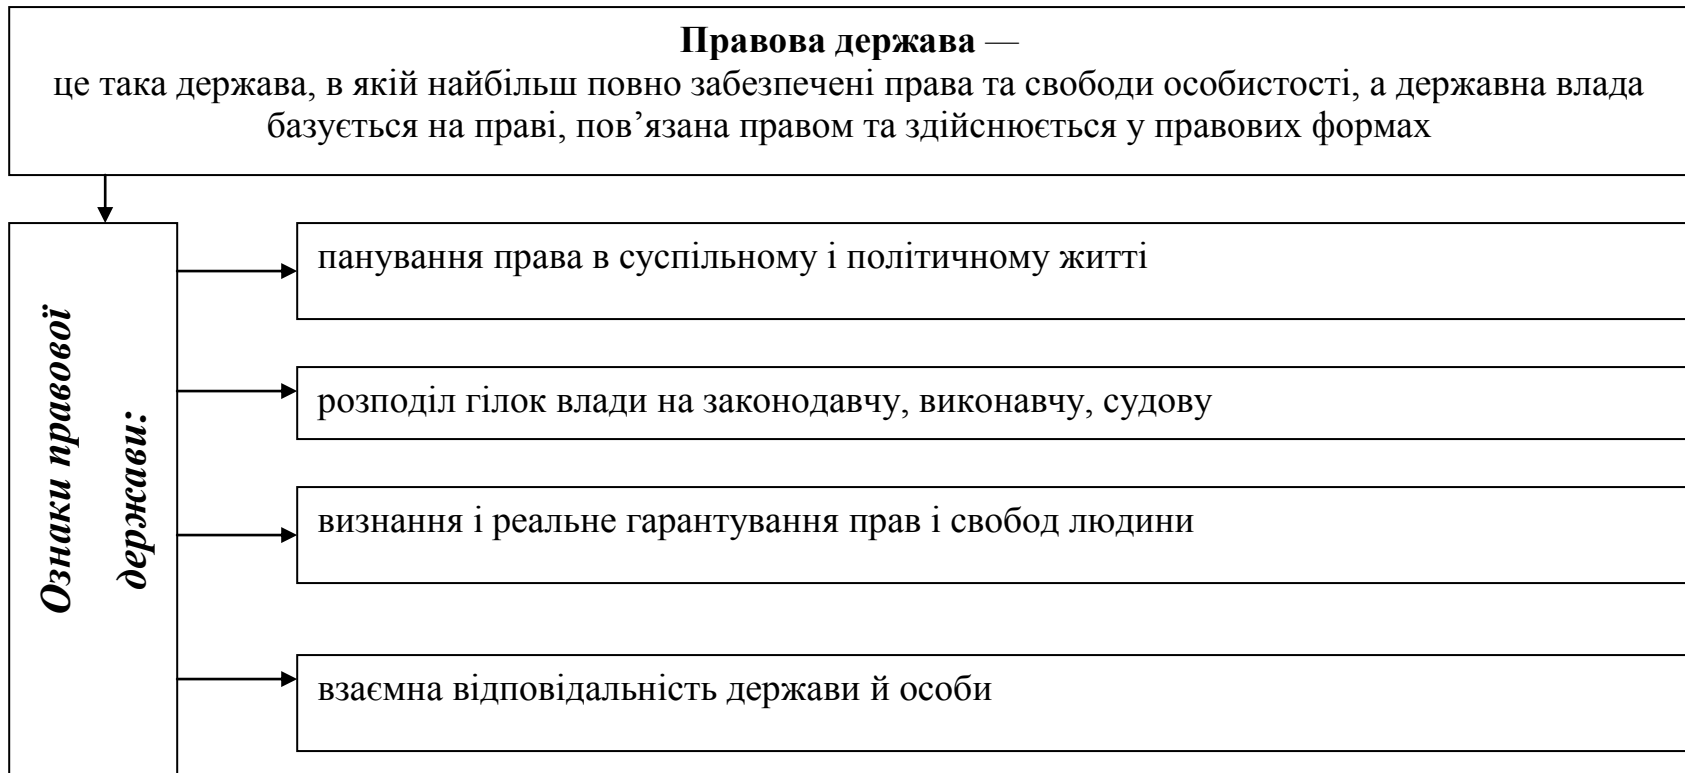 Правова держава —
це така держава, в якій найбільш повно забезпечені права та свободи особистості, а державна влада
базується на праві, пов’язана правом та здійснюється у правових формах
Ознаки правової
держави:
панування права в суспільному і політичному житті
розподіл гілок влади на законодавчу, виконавчу, судову
визнання і реальне гарантування прав і свобод людини
взаємна відповідальність держави й особи